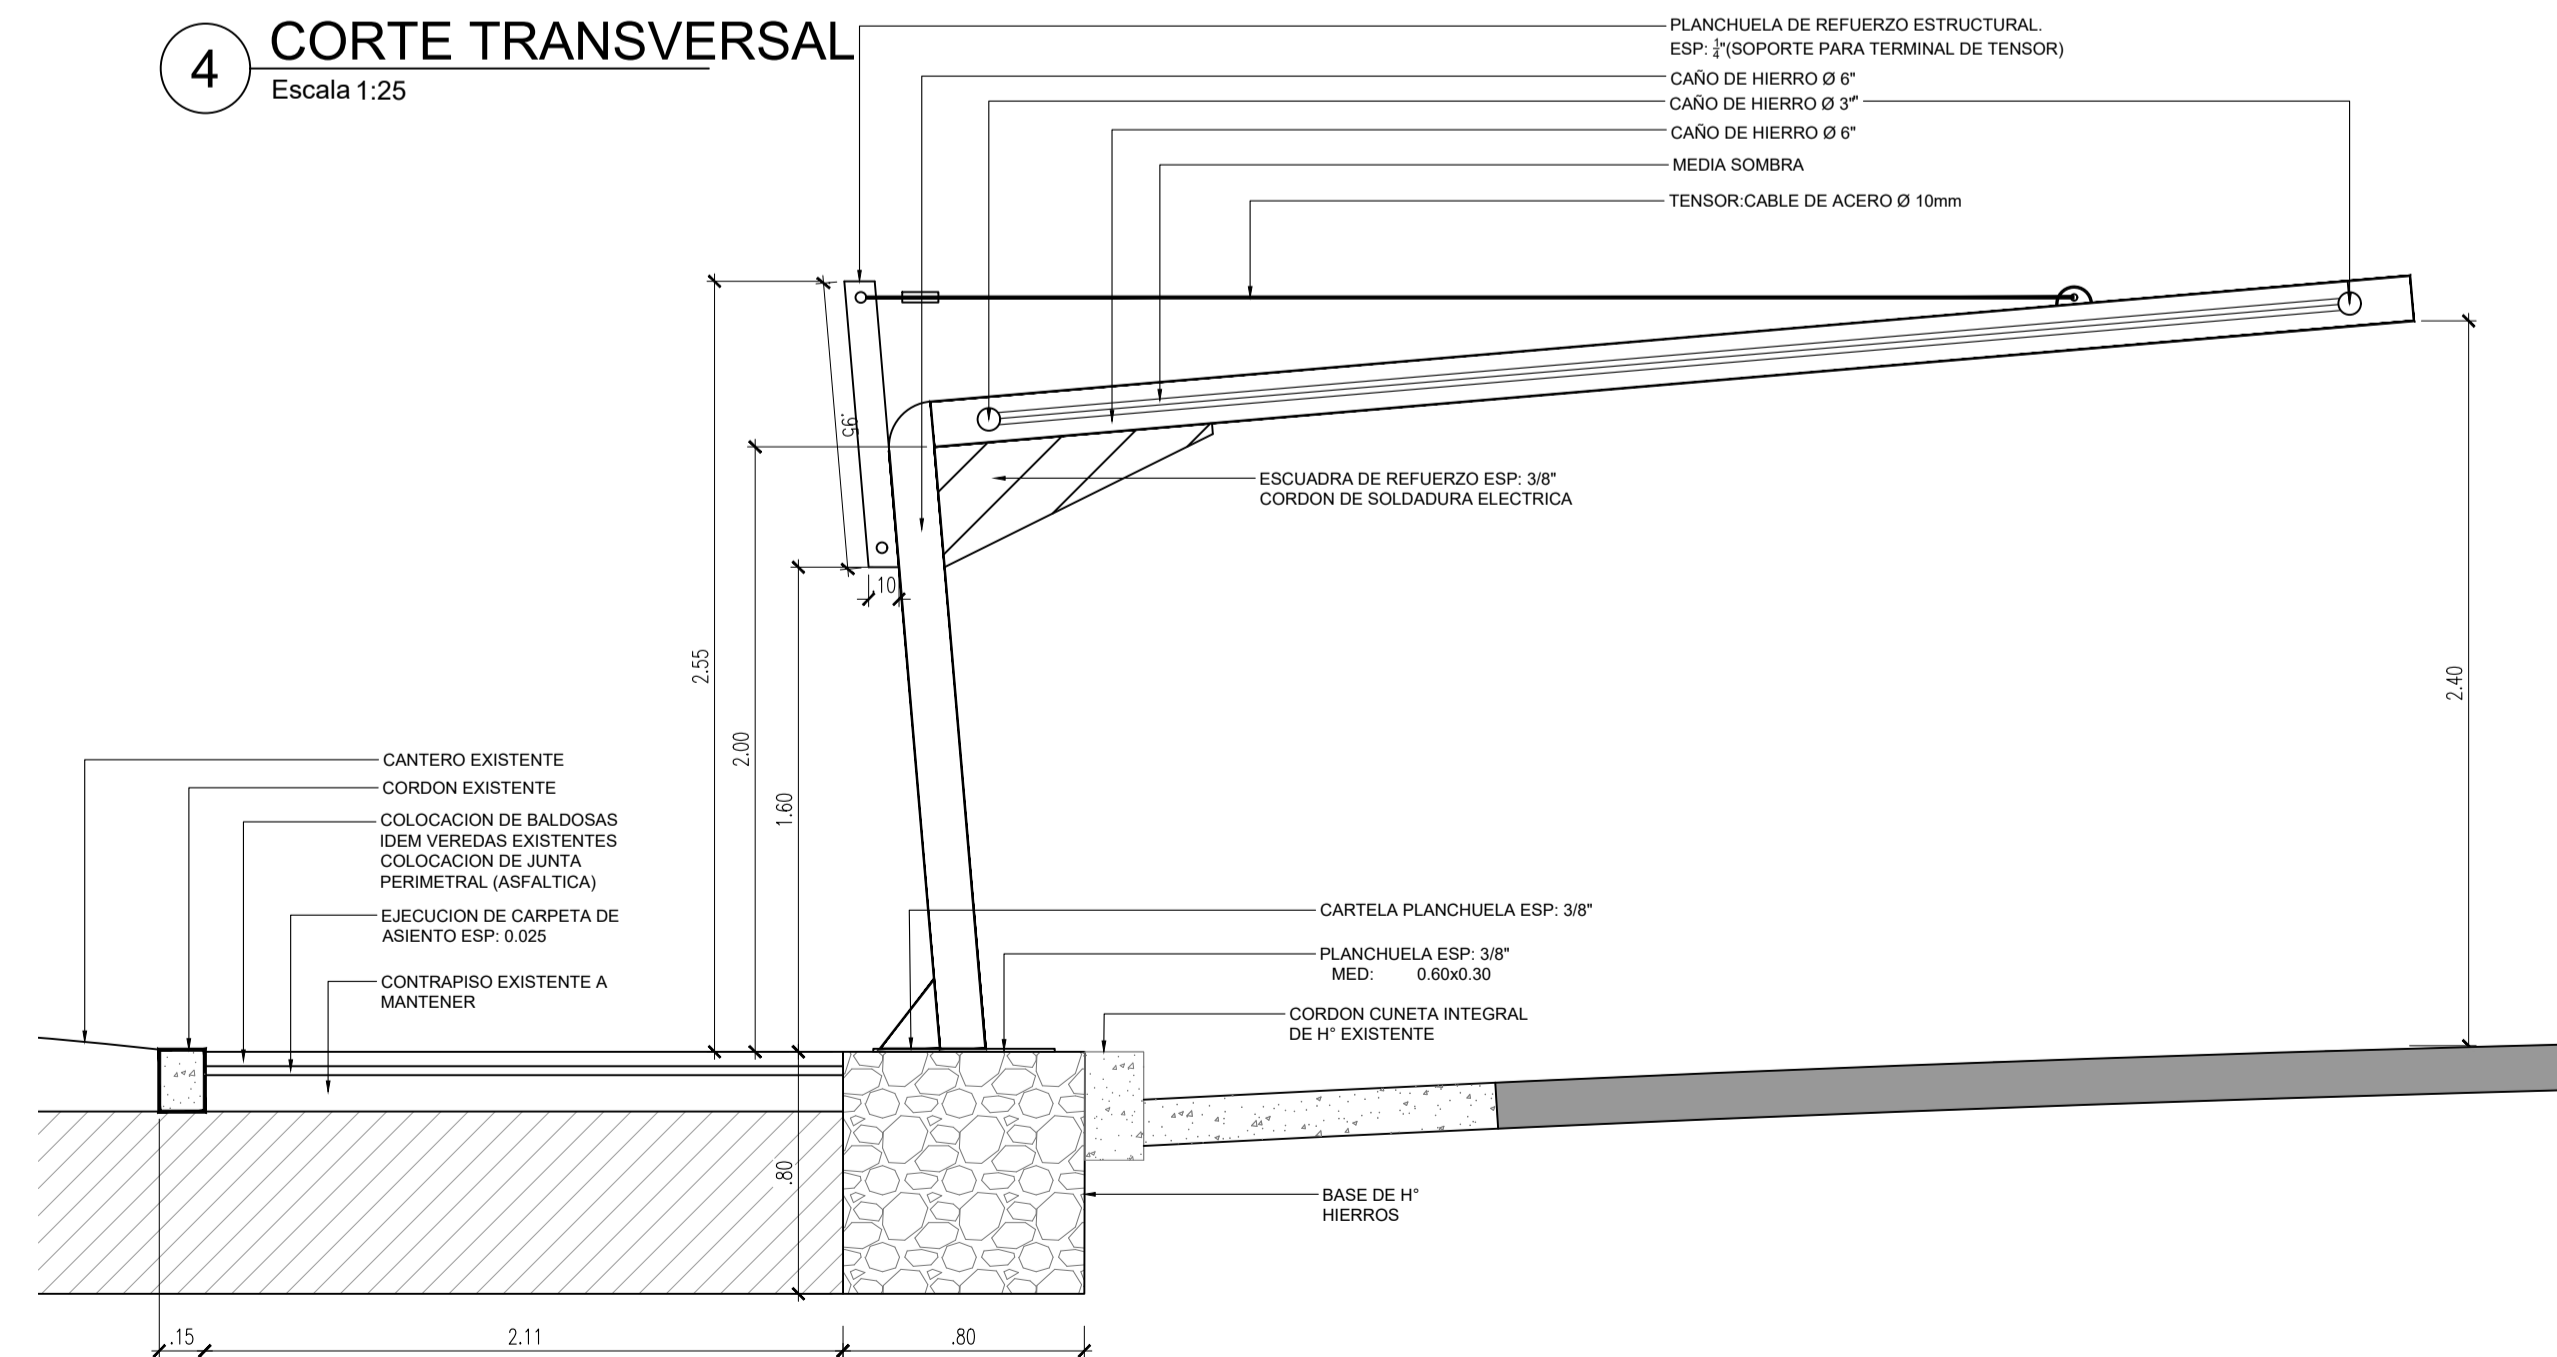 4
CORTE TRANSVERSAL
Escala 1:25
PLANCHUELA DE REFUERZO ESTRUCTURAL.
ESP: 1/4"(SOPORTE PARA TERMINAL DE TENSOR)
CAÑO DE HIERRO Ø 6"
CAÑO DE HIERRO Ø 3""
CAÑO DE HIERRO Ø 6"
MEDIA SOMBRA
TENSOR:CABLE DE ACERO Ø 10mm
.95
ESCUADRA DE REFUERZO ESP: 3/8"
CORDON DE SOLDADURA ELECTRICA
.10
2.55
2.00
1.60
2.40
CANTERO EXISTENTE
CORDON EXISTENTE
COLOCACION DE BALDOSAS
IDEM VEREDAS EXISTENTES
COLOCACION DE JUNTA
PERIMETRAL (ASFALTICA)
EJECUCION DE CARPETA DE
ASIENTO ESP: 0.025
CONTRAPISO EXISTENTE A
MANTENER
CARTELA PLANCHUELA ESP: 3/8"
PLANCHUELA ESP: 3/8"
MED: 0.60x0.30
CORDON CUNETA INTEGRAL
DE H° EXISTENTE
.80
BASE DE H°
HIERROS
.15
2.11
.80